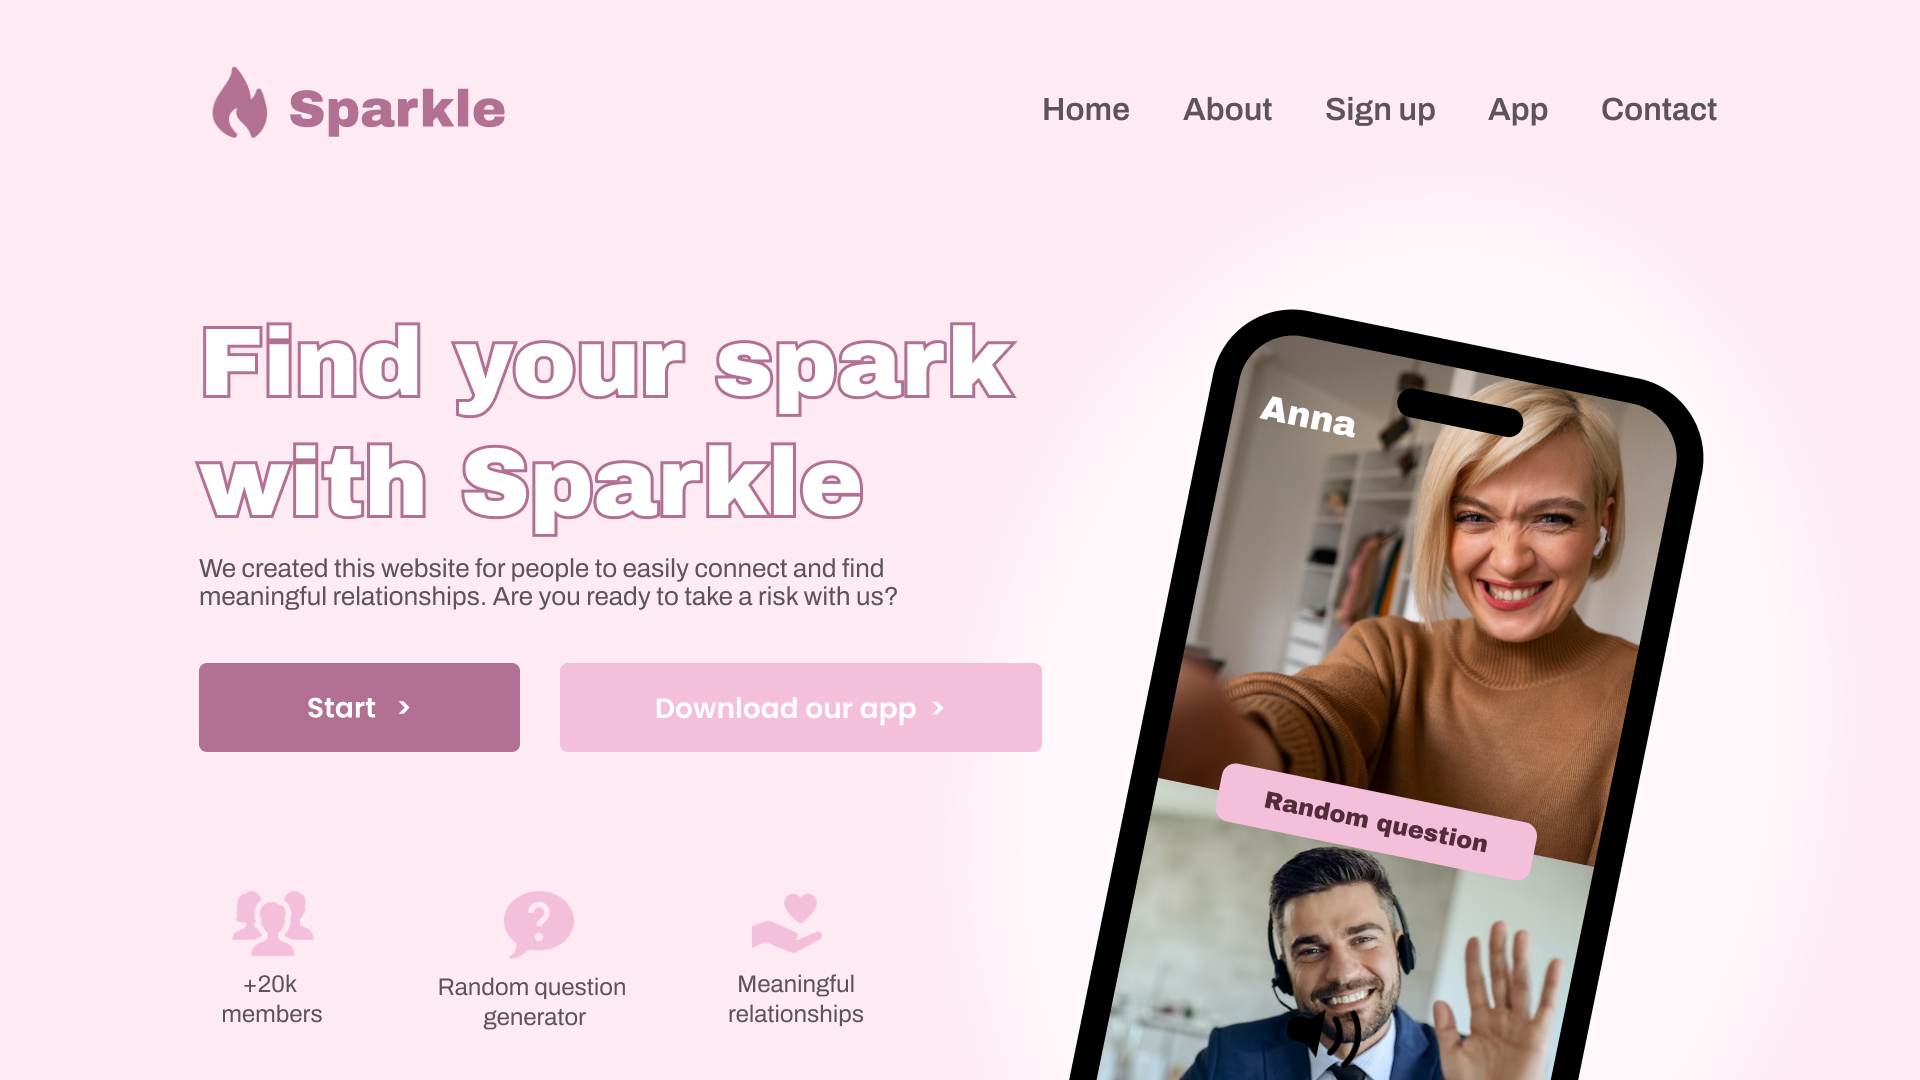 Sparkle
Home About Sign up App Contact
Find your spark
with Sparkle
We created this website for people to easily connect and find
meaningful relationships. Are you ready to take a risk with us?
Start >
Download our app >
+20k
members
Random question
generator
Meaningful
relationships
Anna
Random question